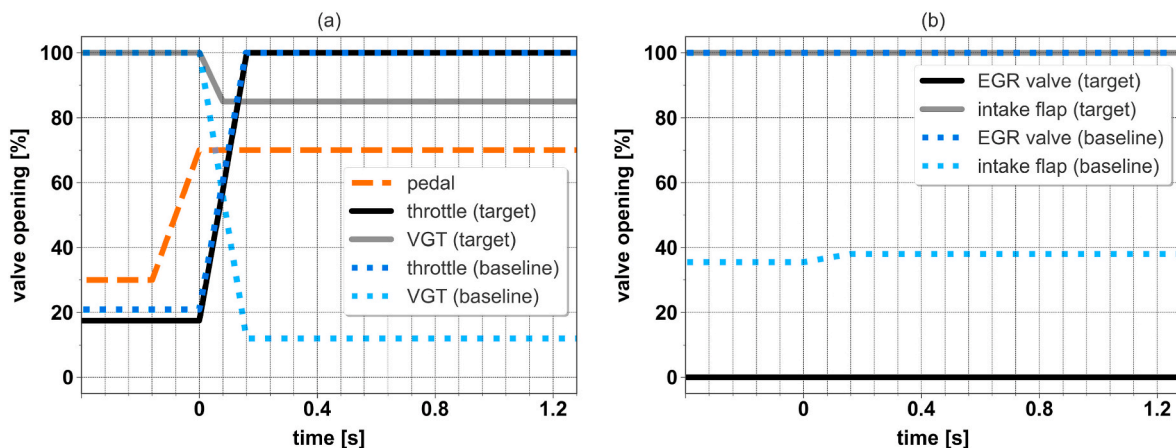 (a)
valve opening [%]
100
80
60
40
20
0
pedal
throttle (target)
VGT (target)
throttle (baseline)
VGT (baseline)
0
0.4
0.8
1.2
time [s]
(b)
valve opening [%]
100
80
60
40
20
0
EGR valve (target)
intake flap (target)
EGR valve (baseline)
intake flap (baseline)
0
0.4
0.8
1.2
time [s]